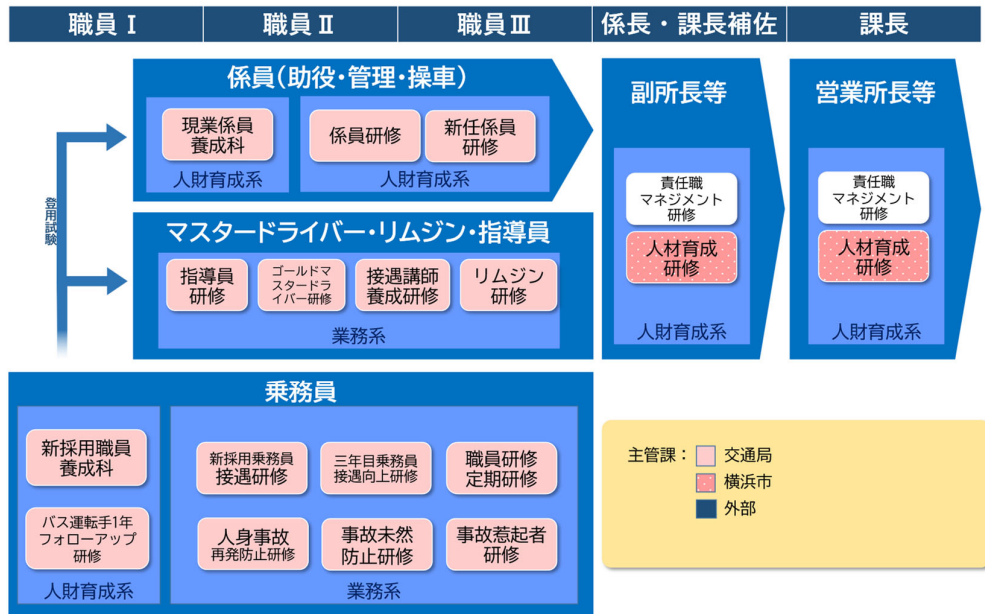 職員 Ⅰ
職員 Ⅱ
職員 Ⅲ
係長・課長補佐
課長
登用試験
係員（助役・管理・操車）
現業係員
養成科
人財育成系
係員研修
新任係員
研修
人財育成系
マスタードライバー・リムジン・指導員
指導員
研修
ゴールドマ
スタードラ
イバー研修
接遇講師
養成研修
リムジン
研修
業務系
副所長等
責任職
マネジメント
研修
人材育成
研修
人財育成系
営業所長等
責任職
マネジメント
研修
人材育成
研修
人財育成系
乗務員
新採用職員
養成科
バス運転手1年
フォローアップ
研修
人財育成系
新採用乗務員
接遇研修
三年目乗務員
接遇向上研修
職員研修
定期研修
人身事故
再発防止研修
事故未然
防止研修
事故惹起者
研修
業務系
主管課：
交通局
横浜市
外部